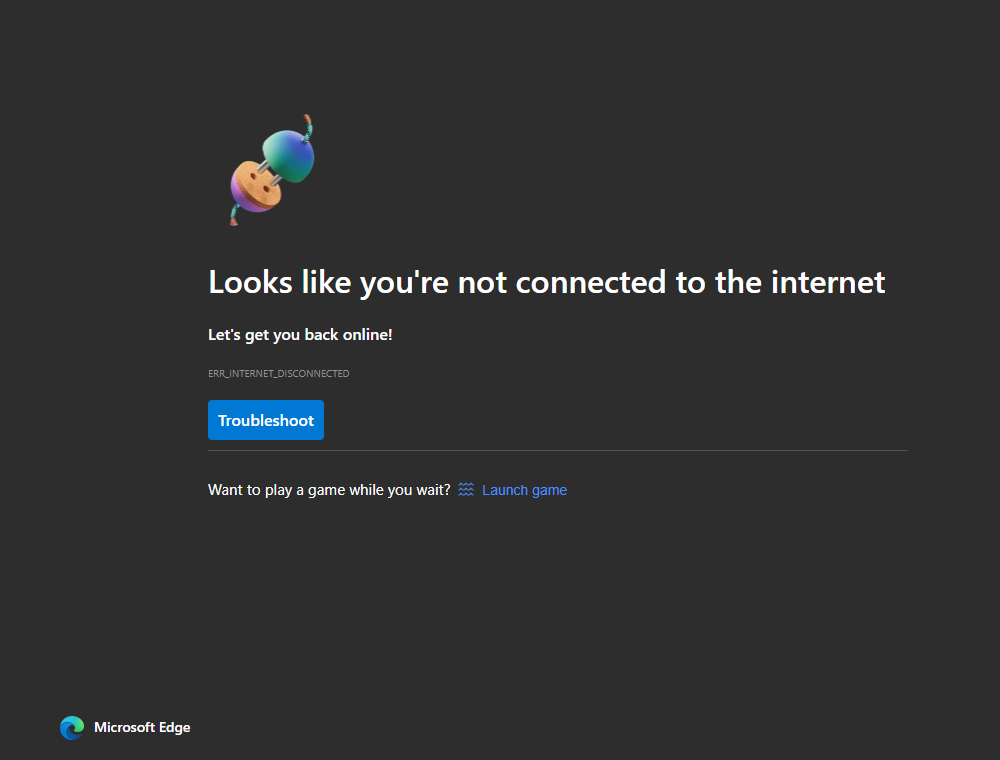 Looks like you're not connected to the internet
Let's get you back online!
ERR_INTERNET_DISCONNECTED
Troubleshoot
Want to play a game while you wait? Launch game
Microsoft Edge